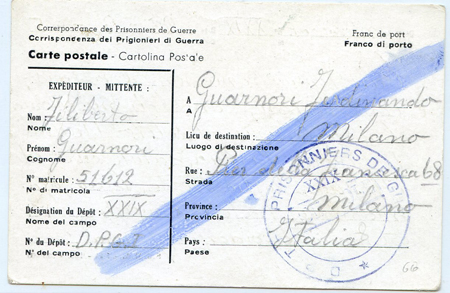 Correspondance des Prisonniers de Guerre
Corrispondenza dei Prigionieri di Guerra
Franc de port
Franco di porto
Carte postale - Cartolina Postale
EXPÉDITEUR - MITTENTE :
Nom : Filiberto
Nome
Prénom : Guarnori
Cognome
N° matricule : 51612
N° di matricola
Désignation du Dépôt : XXIX
Nome del campo
N° du Dépôt : D.P.G.
N° del campo
A Guarnori Ferdinando
A
Lieu de destination : Milano
Luogo di destinazione
Rue : 68
Strada
Province : Milano
Provincia
Pays : Italia
Paese
PRISONNIERS DE G
XXIX
66